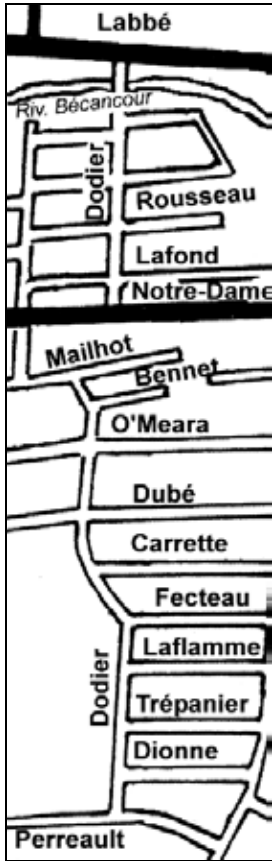 Labbé
Riv. Bécancour
Dodier
Rousseau
Lafond
Notre-Dame
Mailhot
Bennet
O'Meara
Dubé
Carrette
Fecteau
Laflamme
Dodier
Trépanier
Dionne
Perreault